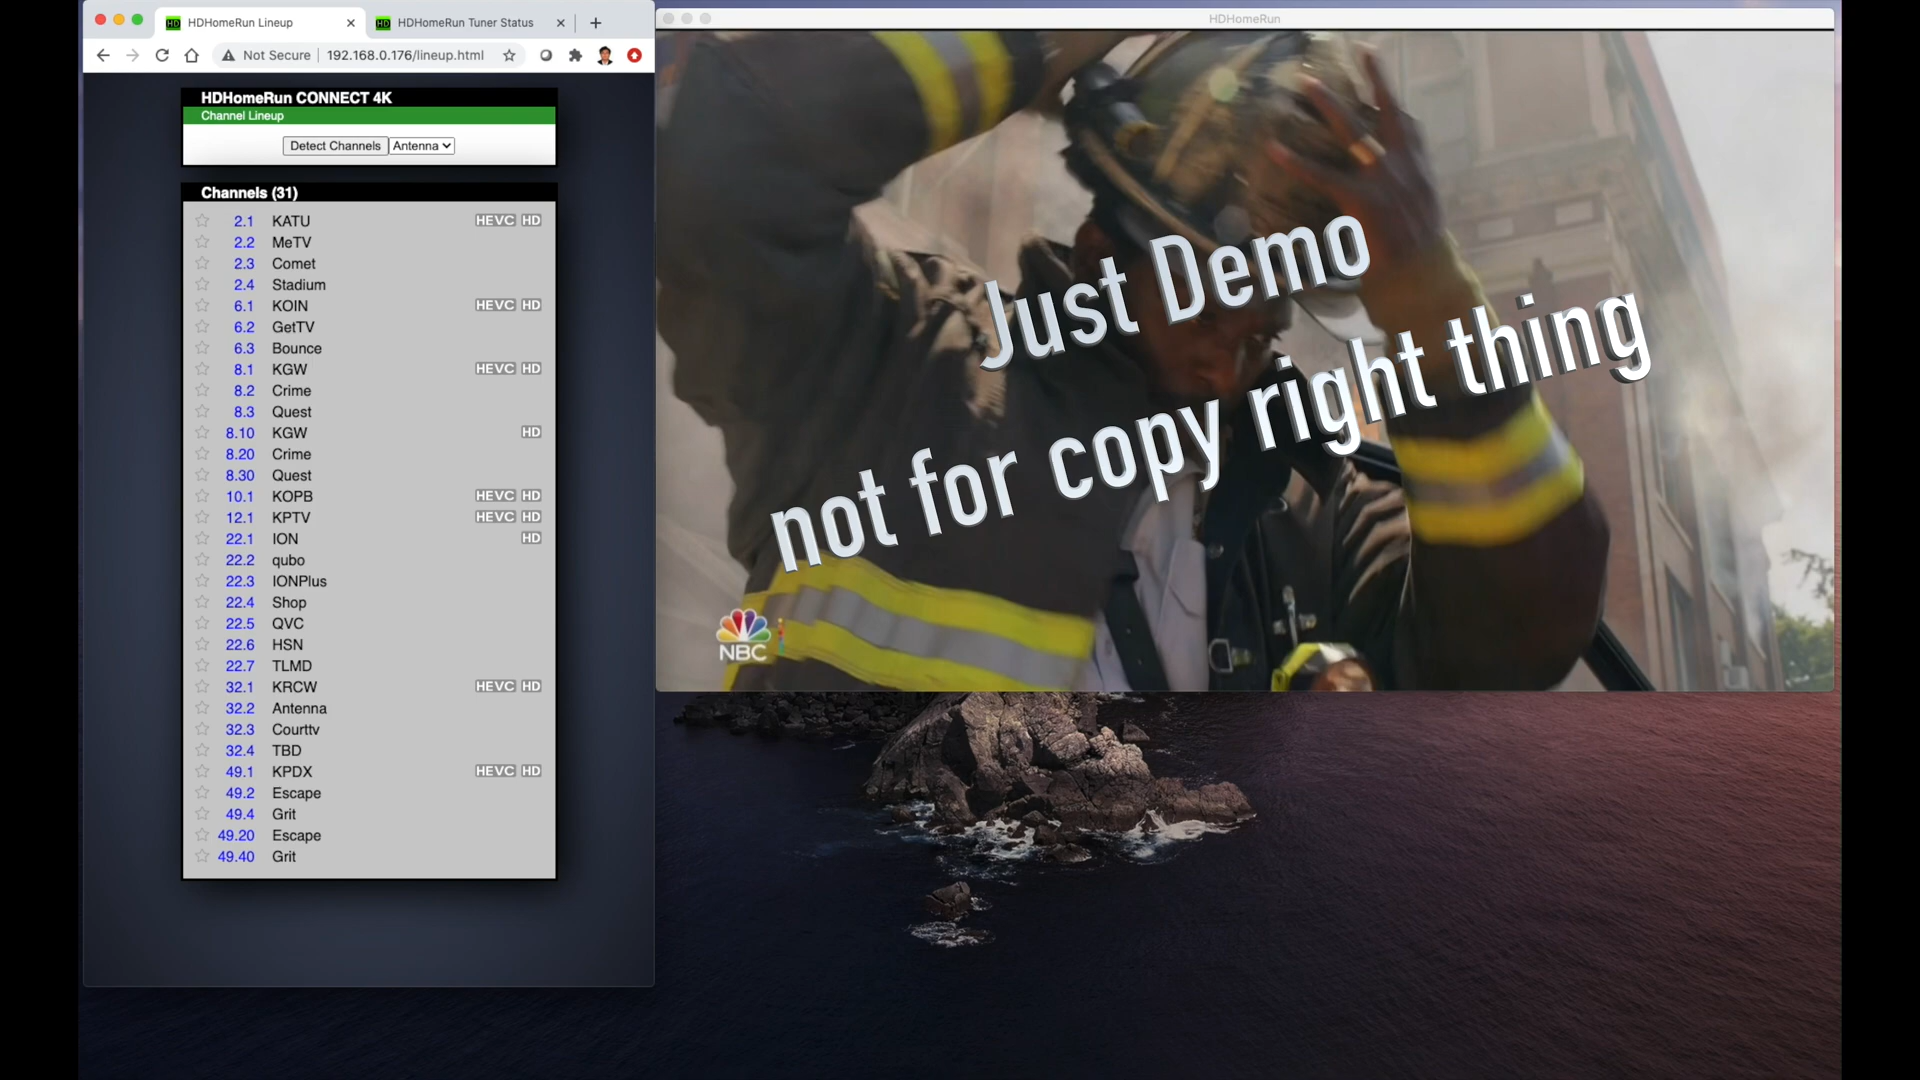 HDHomeRun Lineup
HDHomeRun Tuner Status
Not Secure
192.168.0.176/lineup.html
HDHomeRun CONNECT 4K
Channel Lineup
Detect Channels
Antenna
Channels (31)
2.1 KATU HEVC HD
2.2 MeTV
2.3 Comet
2.4 Stadium
6.1 KOIN HEVC HD
6.2 GetTV
6.3 Bounce
8.1 KGW HEVC HD
8.2 Crime
8.3 Quest
8.10 KGW HD
8.20 Crime
8.30 Quest
10.1 KOPB HEVC HD
12.1 KPTV HEVC HD
22.1 ION HD
22.2 qubo
22.3 IONPlus
22.4 Shop
22.5 QVC
22.6 HSN
22.7 TLMD
32.1 KRCW HEVC HD
32.2 Antenna
32.3 Courttv
32.4 TBD
49.1 KPDX HEVC HD
49.2 Escape
49.4 Grit
49.20 Escape
49.40 Grit
HDHomeRun
Just Demo
not for copy right thing
NBC